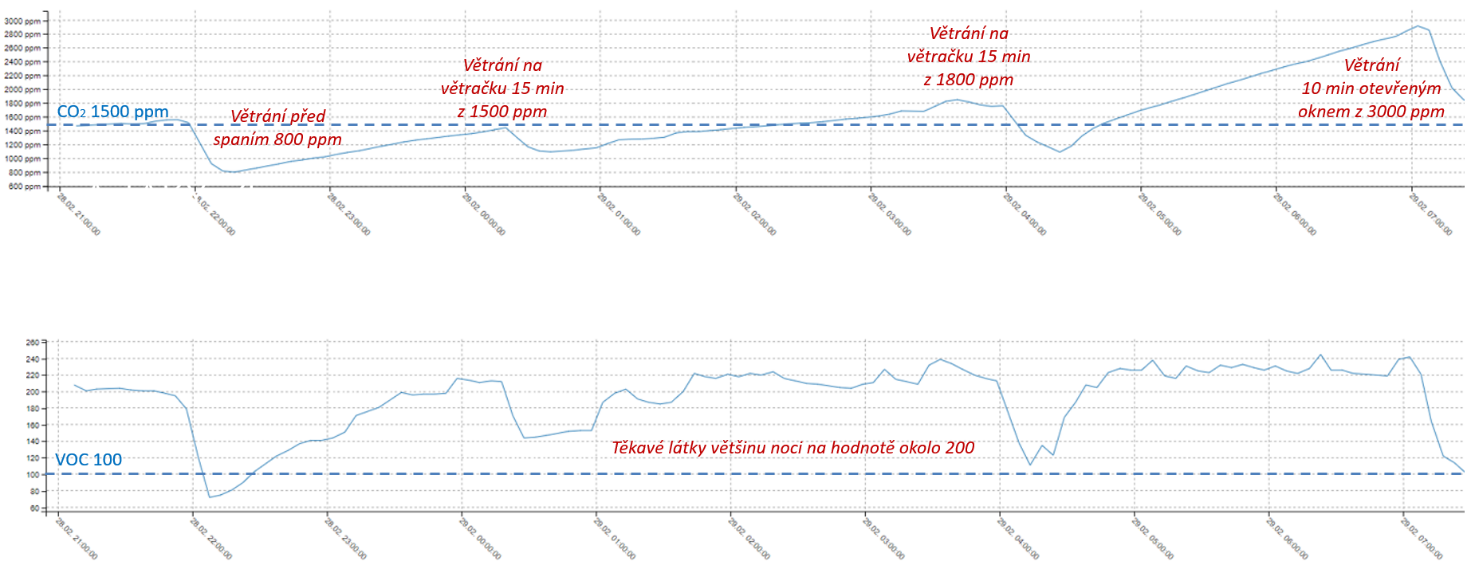 3000 ppm
2800 ppm
2600 ppm
2400 ppm
2200 ppm
2000 ppm
1800 ppm
1600 ppm
1400 ppm
1200 ppm
1000 ppm
800 ppm
600 ppm
CO2 1500 ppm
Větrání před
spaním 800 ppm
Větrání na
větračku 15 min
z 1500 ppm
Větrání na
větračku 15 min
z 1800 ppm
Větrání
10 min otevřeným
oknem z 3000 ppm
28.02. 21:00:00
28.02. 22:00:00
28.02. 23:00:00
29.02. 00:00:00
29.02. 01:00:00
29.02. 02:00:00
29.02. 03:00:00
29.02. 04:00:00
29.02. 05:00:00
29.02. 06:00:00
29.02. 07:00:00
260
240
220
200
180
160
140
120
100
80
60
VOC 100
Těkavé látky většinu noci na hodnotě okolo 200
28.02. 21:00:00
28.02. 22:00:00
28.02. 23:00:00
29.02. 00:00:00
29.02. 01:00:00
29.02. 02:00:00
29.02. 03:00:00
29.02. 04:00:00
29.02. 05:00:00
29.02. 06:00:00
29.02. 07:00:00